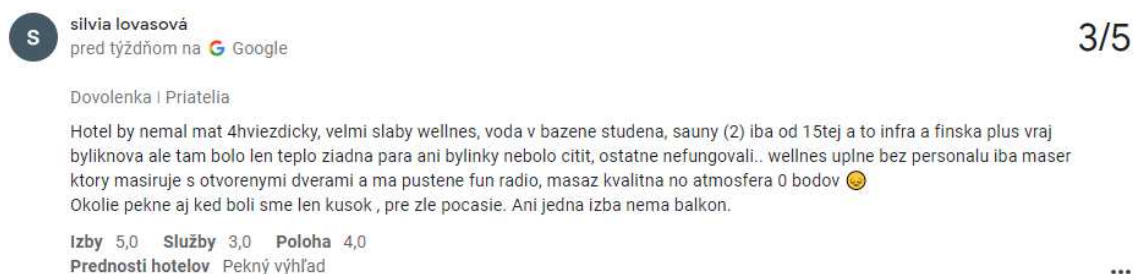 S
silvia lovasová
pred týždňom na G Google
3/5
Dovolenka | Priatelia
Hotel by nemal mat 4hviezdicky, velmi slaby wellnes, voda v bazene studena, sauny (2) iba od 15tej a to infra a finska plus vraj
byliknova ale tam bolo len teplo ziadna para ani bylinky nebolo citit, ostatne nefungovali.. wellnes uplne bez personalu iba maser
ktory masiruje s otvorenymi dverami a ma pustene fun radio, masaz kvalitna no atmosfera 0 bodov 😞
Okolie pekne aj ked boli sme len kusok , pre zle pocasie. Ani jedna izba nema balkon.
Izby 5,0 Služby 3,0 Poloha 4,0
Prednosti hotelov Pekný výhľad